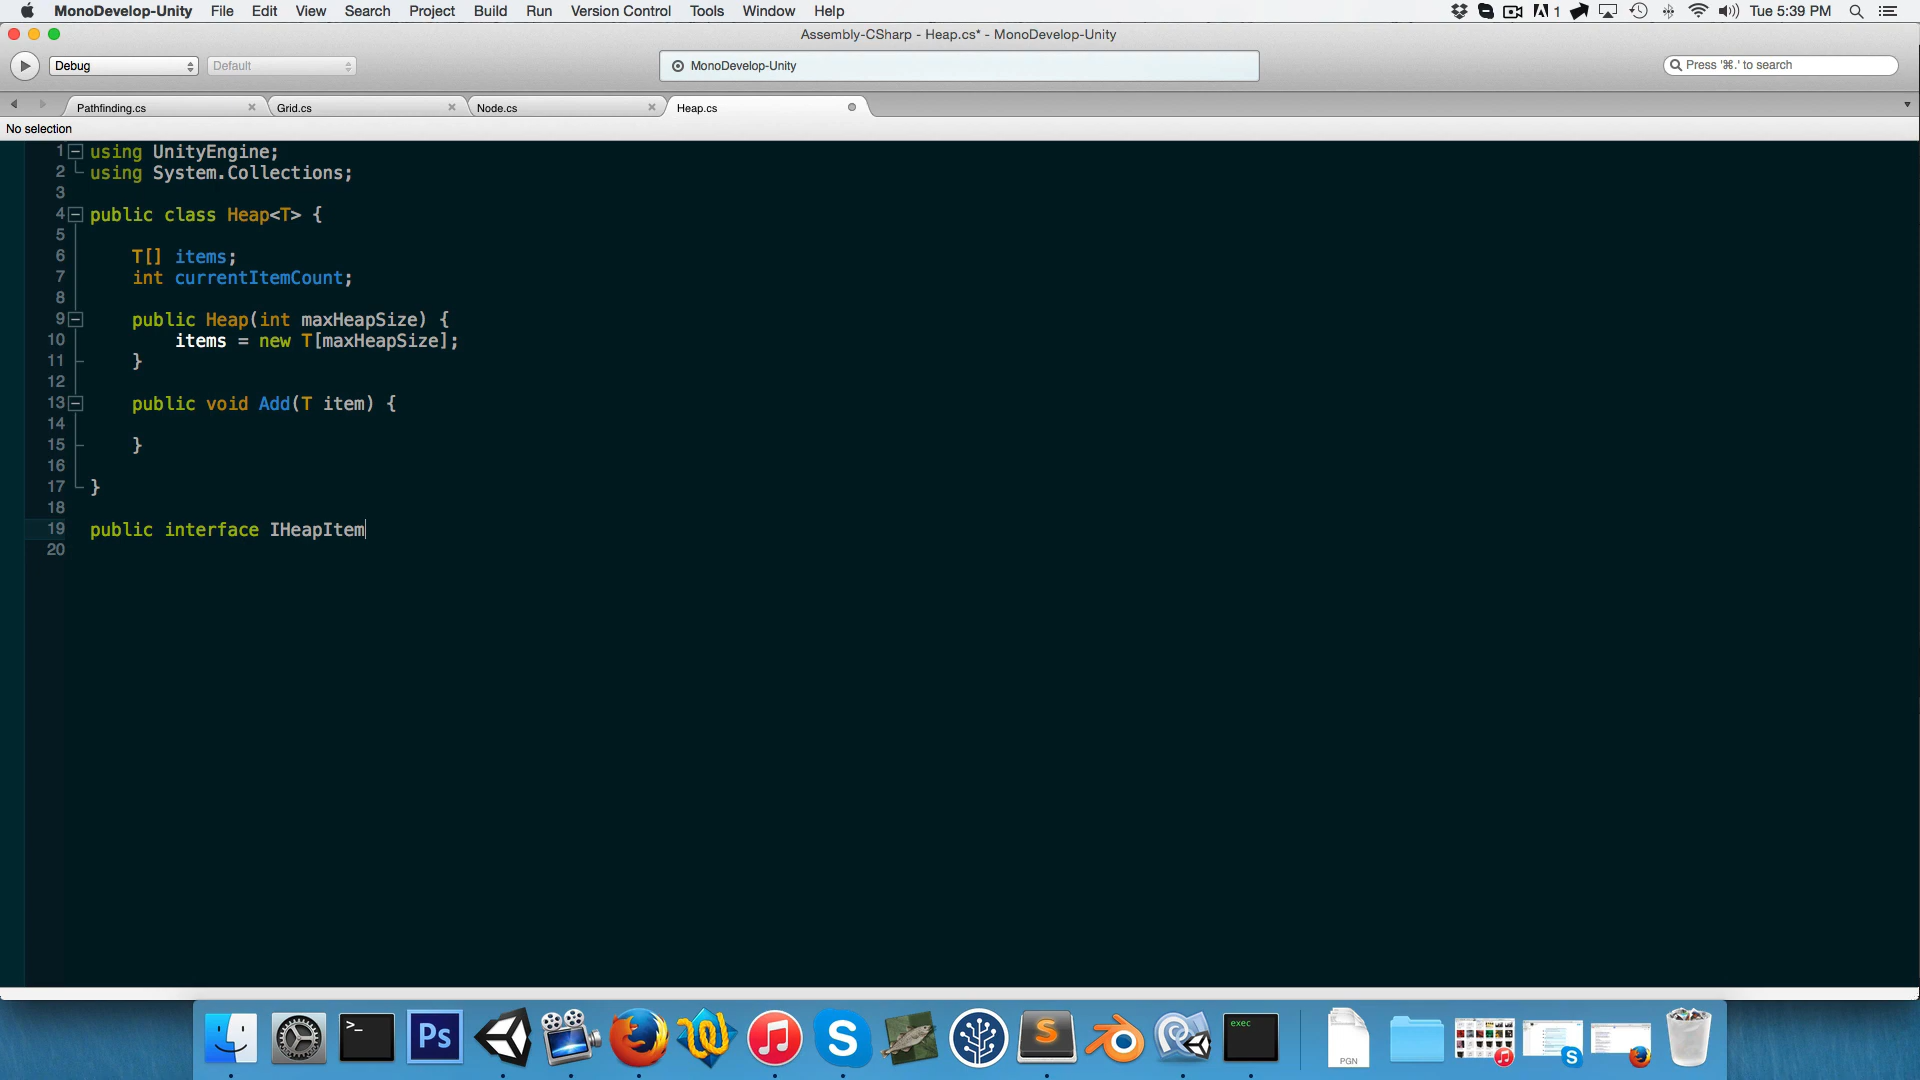 MonoDevelop-Unity File Edit View Search Project Build Run Version Control Tools Window Help 1 Tue 5:39 PM
Assembly-CSharp - Heap.cs* - MonoDevelop-Unity
Debug Default MonoDevelop-Unity Press '⌘.' to search
Pathfinding.cs Grid.cs Node.cs Heap.cs
No selection
1 using UnityEngine;
2 using System.Collections;
3
4 public class Heap<T> {
5
6 T[] items;
7 int currentItemCount;
8
9 public Heap(int maxHeapSize) {
10 items = new T[maxHeapSize];
11 }
12
13 public void Add(T item) {
14
15 }
16
17 }
18
19 public interface IHeapItem
20
>_ Ps S S exec PGN S